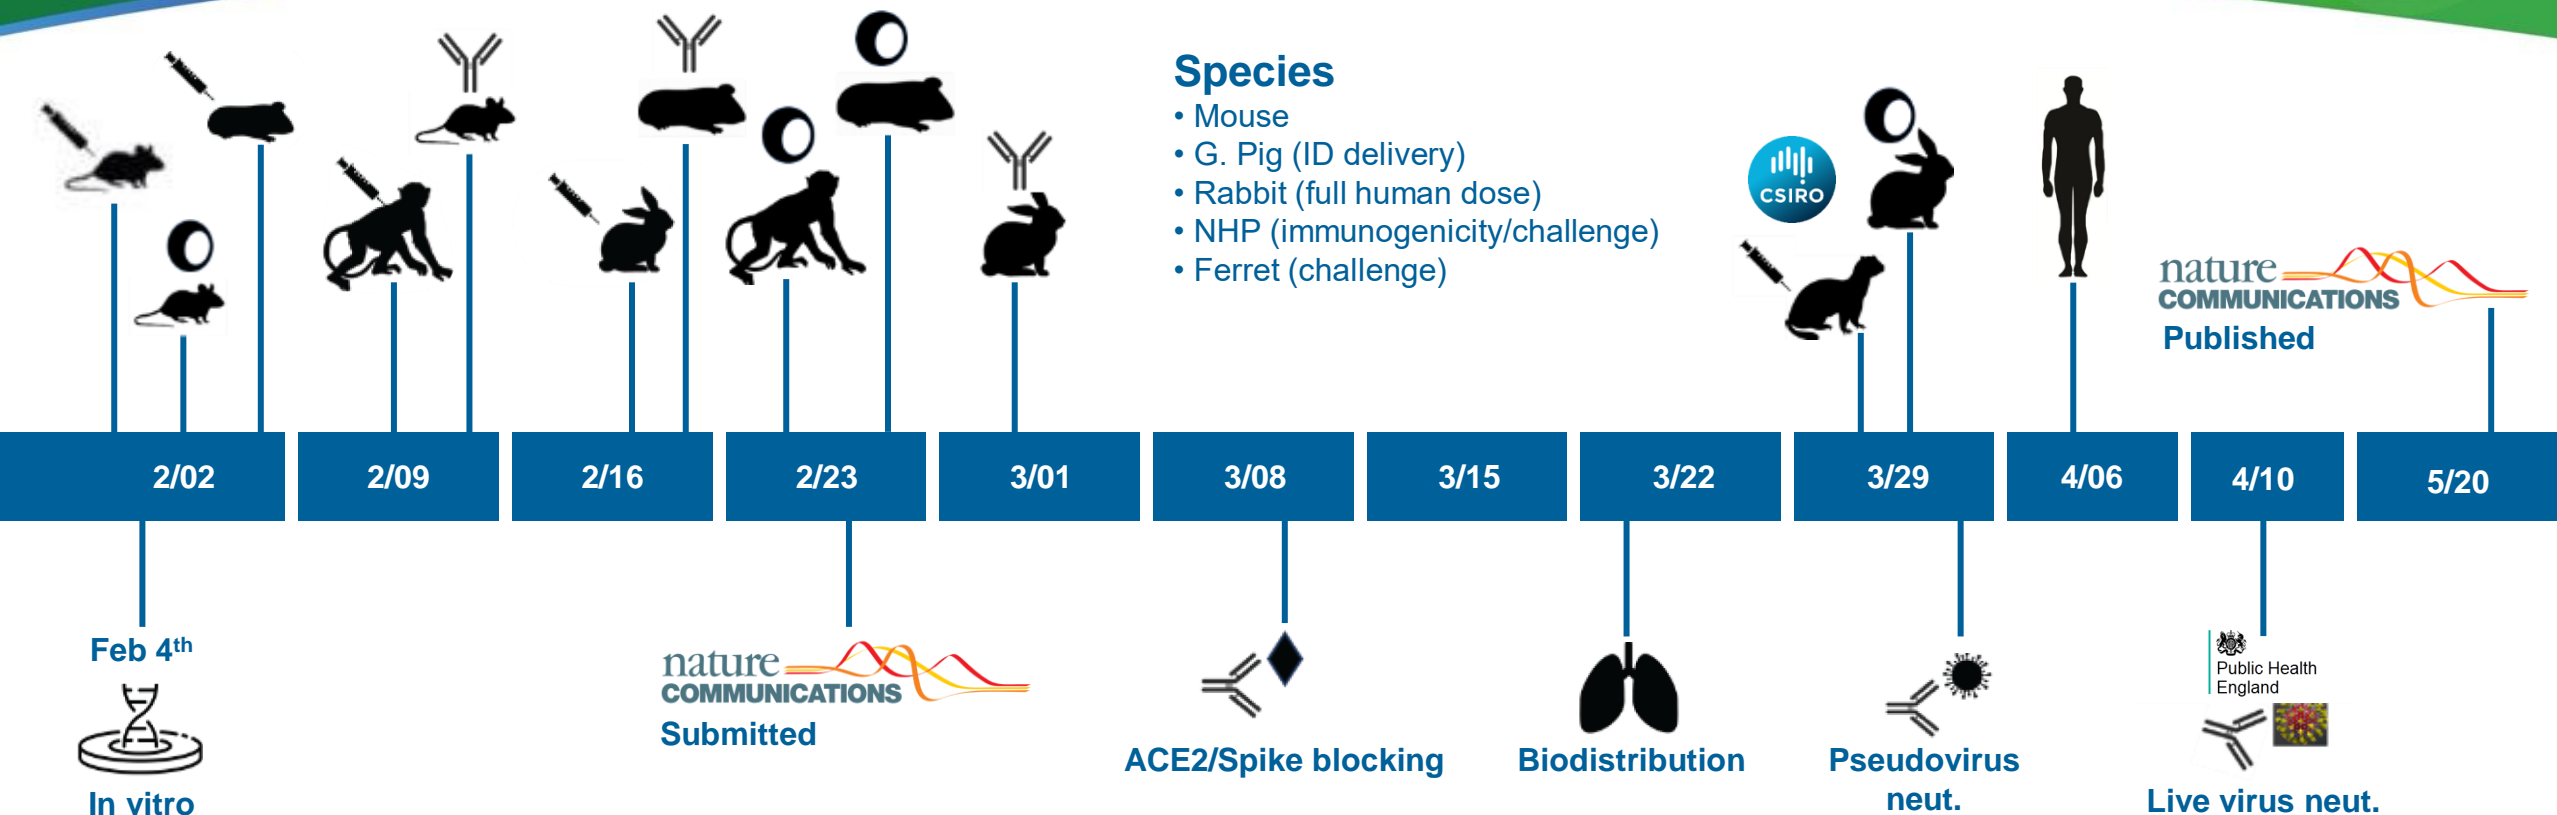 Species
• Mouse
• G. Pig (ID delivery)
• Rabbit (full human dose)
• NHP (immunogenicity/challenge)
• Ferret (challenge)
CSIRO
nature
COMMUNICATIONS
Published
2/02
2/09
2/16
2/23
3/01
3/08
3/15
3/22
3/29
4/06
4/10
5/20
Feb 4th
In vitro
nature
COMMUNICATIONS
Submitted
ACE2/Spike blocking
Biodistribution
Pseudovirus
neut.
Public Health
England
Live virus neut.